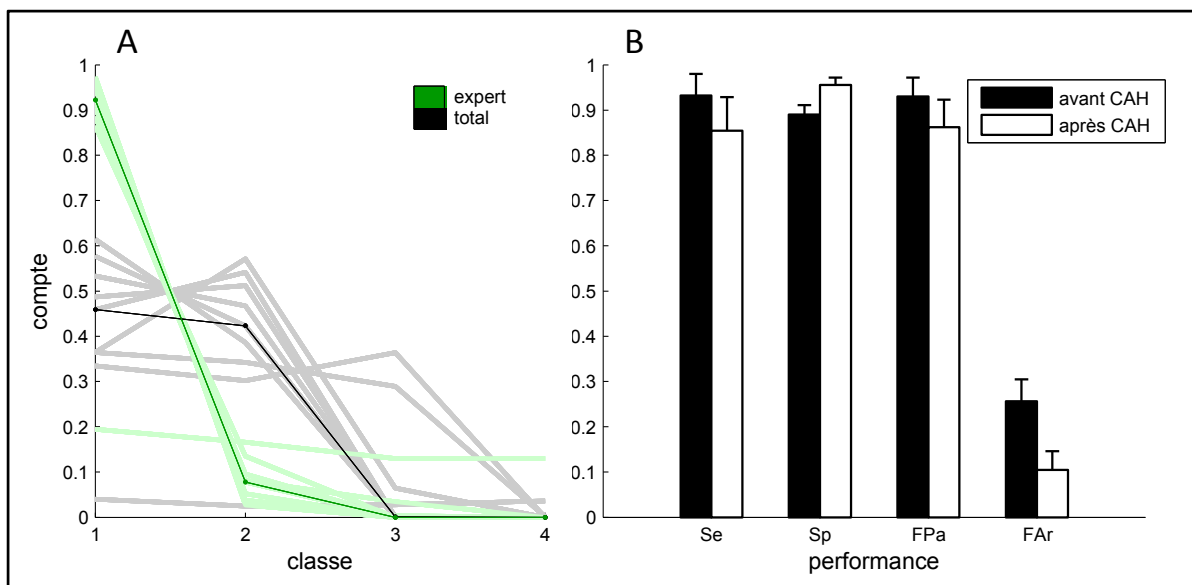 A
1
0.9
0.8
0.7
0.6
0.5
0.4
0.3
0.2
0.1
0
compte
1 2 3 4
classe
expert
total
B
1
0.9
0.8
0.7
0.6
0.5
0.4
0.3
0.2
0.1
0
Se Sp FPa FAr
performance
avant CAH
après CAH